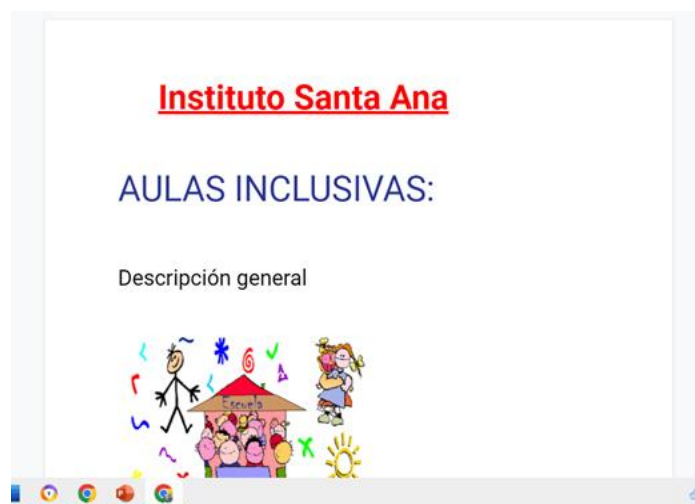 Instituto Santa Ana
AULAS INCLUSIVAS:
Descripción general
Escuela